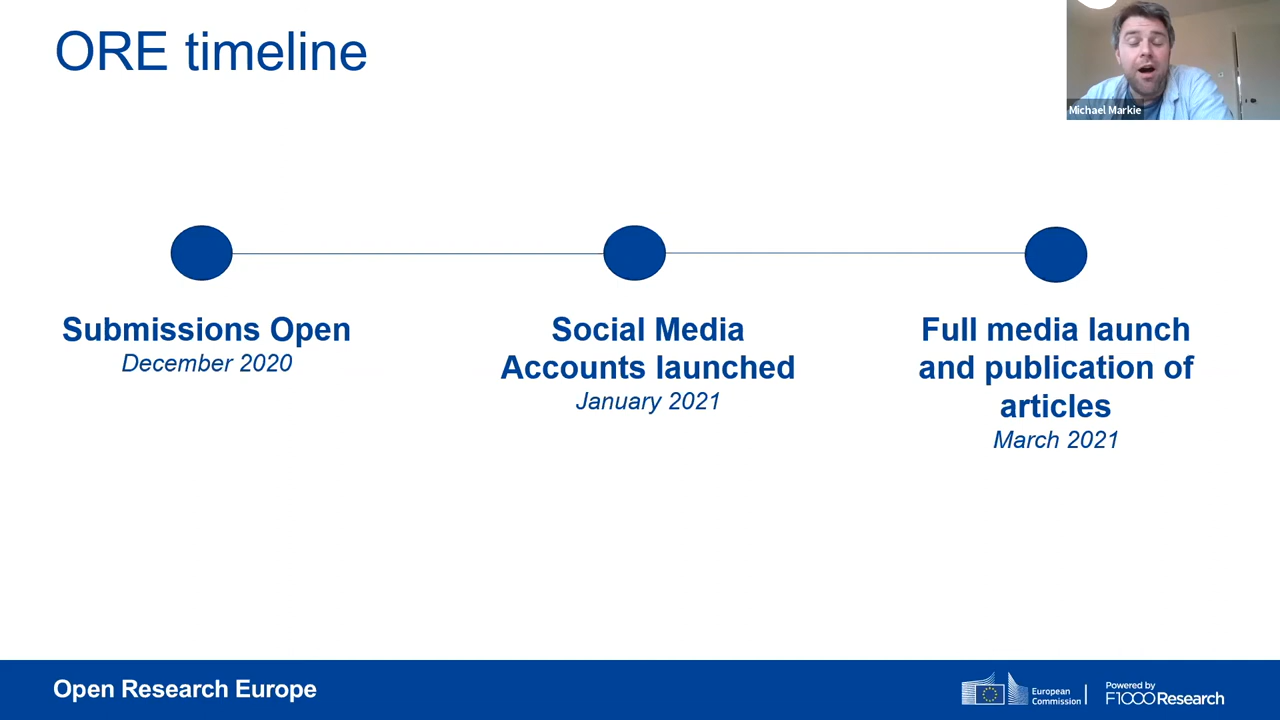 ORE timeline
Michael Markie
Submissions Open
December 2020
Social Media
Accounts launched
January 2021
Full media launch
and publication of
articles
March 2021
Open Research Europe
European
Commission
Powered by
F1000Research